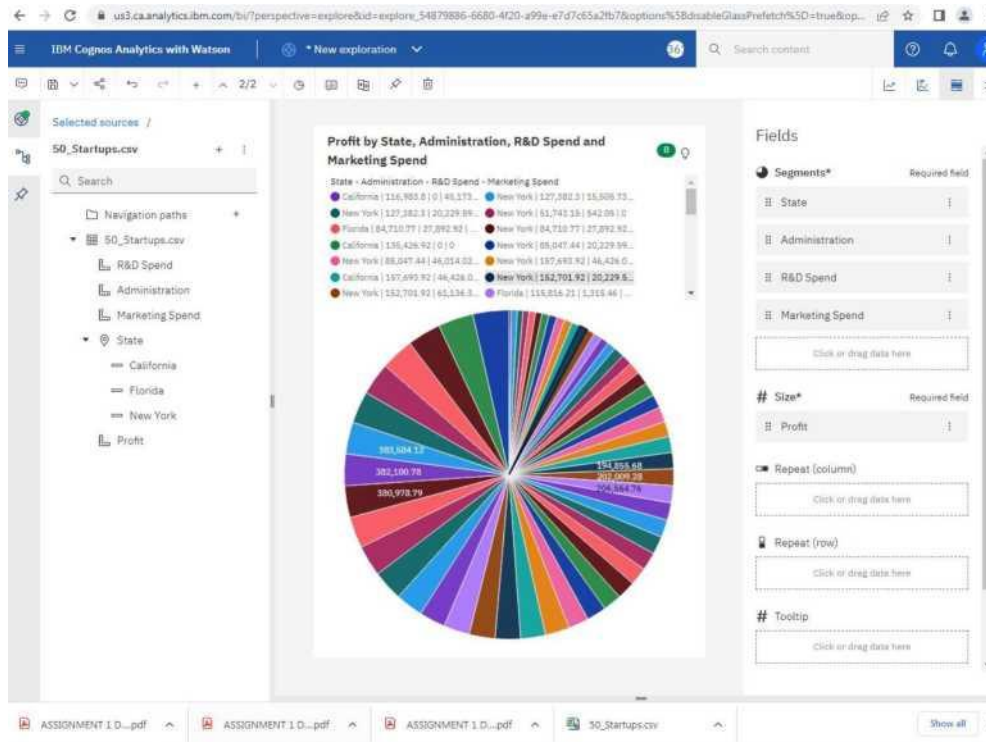 us3.ca.analytics.ibm.com/bi/?perspective=explore&id=explore_54879886-6680-4f20-a99e-e7d7c65a2fb7&options%5BdisableGlassPrefetch%5D=true&op...
IBM Cognos Analytics with Watson
* New exploration
Search content
2/2
Selected sources /
50_Startups.csv
Search
Navigation paths
50_Startups.csv
R&D Spend
Administration
Marketing Spend
State
California
Florida
New York
Profit
Profit by State, Administration, R&D Spend and
Marketing Spend
8
State - Administration - R&D Spend - Marketing Spend
California | 116,983.8 | 0 | 45,173... New York | 127,382.3 | 15,505.73...
New York | 127,382.3 | 20,229.59... New York | 51,743.15 | 542.05 | 0
Florida | 84,710.77 | 27,892.92 | ... New York | 84,710.77 | 27,892.92...
California | 135,426.92 | 0 | 0 New York | 85,047.44 | 20,229.59...
New York | 85,047.44 | 46,014.02... New York | 157,693.92 | 46,426.0...
California | 157,693.92 | 46,426.0... New York | 152,701.92 | 20,229.5...
New York | 152,701.92 | 61,136.3... Florida | 115,816.21 | 1,315.46 | ...
383,584.12
382,100.78
380,978.79
194,855.68
202,009.28
Fields
Segments* Required field
State
Administration
R&D Spend
Marketing Spend
Click or drag data here
# Size* Required field
Profit
Repeat (column)
Click or drag data here
Repeat (row)
Click or drag data here
# Tooltip
Click or drag data here
ASSIGNMENT 1 D....pdf
ASSIGNMENT 1 D....pdf
ASSIGNMENT 1 D....pdf
50_Startups.csv
Show all